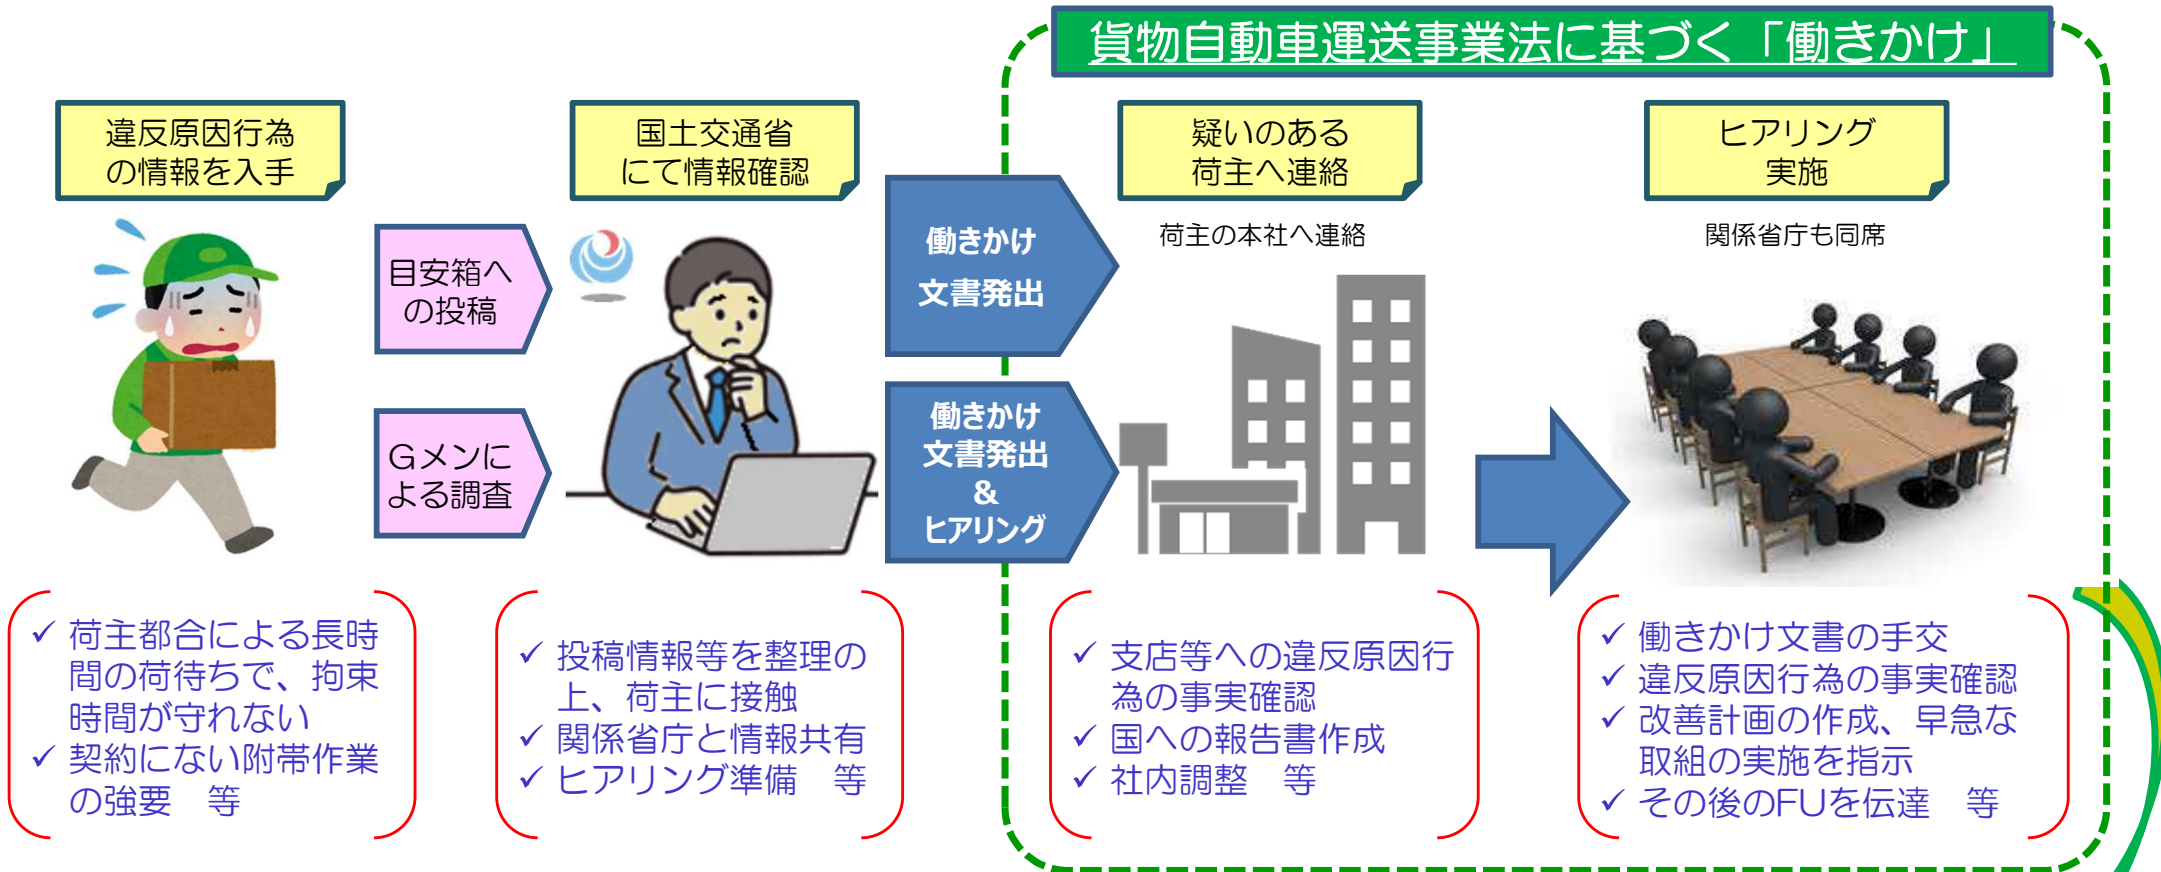 貨物自動車運送事業法に基づく「働きかけ」
違反原因行為
の情報を入手
目安箱へ
の投稿
Gメンに
よる調査
✓ 荷主都合による長時
間の荷待ちで、拘束
時間が守れない
✓ 契約にない附帯作業
の強要　等
国土交通省
にて情報確認
✓ 投稿情報等を整理の
上、荷主に接触
✓ 関係省庁と情報共有
✓ ヒアリング準備　等
働きかけ
文書発出
働きかけ
文書発出
&
ヒアリング
疑いのある
荷主へ連絡
荷主の本社へ連絡
✓ 支店等への違反原因行
為の事実確認
✓ 国への報告書作成
✓ 社内調整　等
ヒアリング
実施
関係省庁も同席
✓ 働きかけ文書の手交
✓ 違反原因行為の事実確認
✓ 改善計画の作成、早急な
取組の実施を指示
✓ その後のFUを伝達　等